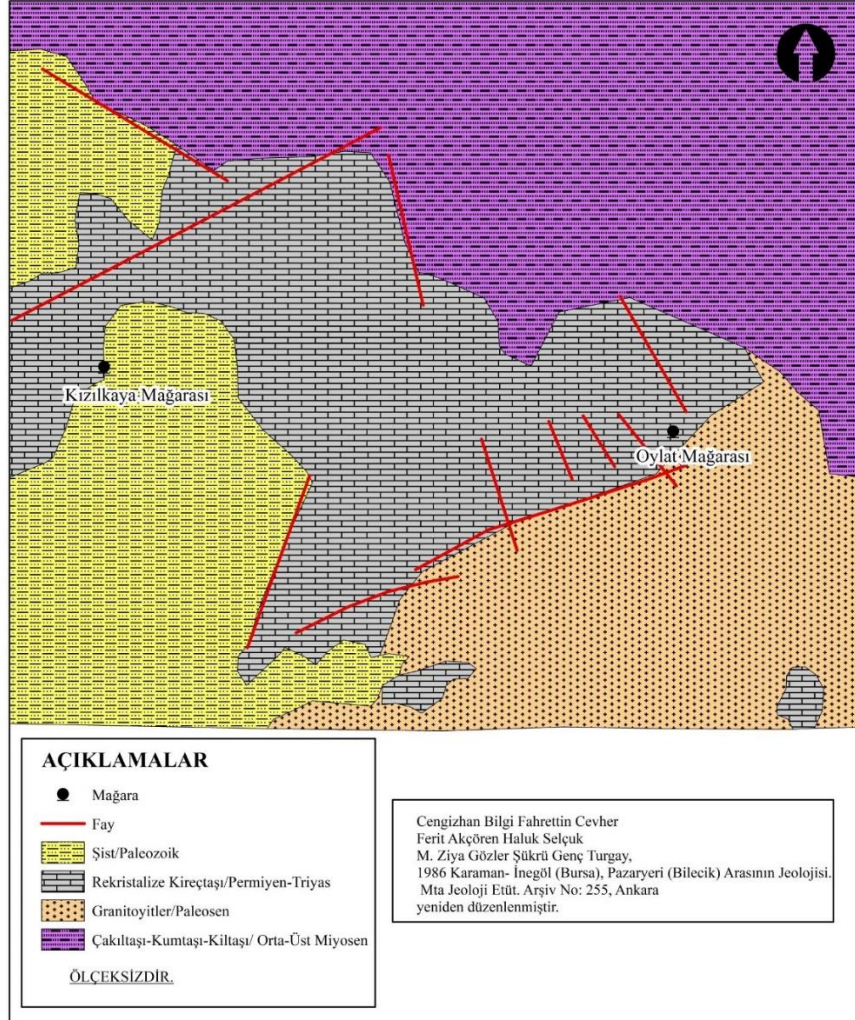 Kızılkaya Mağarası
Oylat Mağarası
AÇIKLAMALAR
Mağara
Fay
Şist/Paleozoik
Rekristalize Kireçtaşı/Permiyen-Triyas
Granitoyitler/Paleosen
Çakıltaşı-Kumtaşı-Kiltaşı/ Orta-Üst Miyosen
ÖLÇEKSİZDİR.
Cengizhan Bilgi Fahrettin Cevher
Ferit Akçören Haluk Selçuk
M. Ziya Gözler Şükrü Genç Turgay,
1986 Karaman- İnegöl (Bursa), Pazaryeri (Bilecik) Arasının Jeolojisi.
Mta Jeoloji Etüt. Arşiv No: 255, Ankara
yeniden düzenlenmiştir.